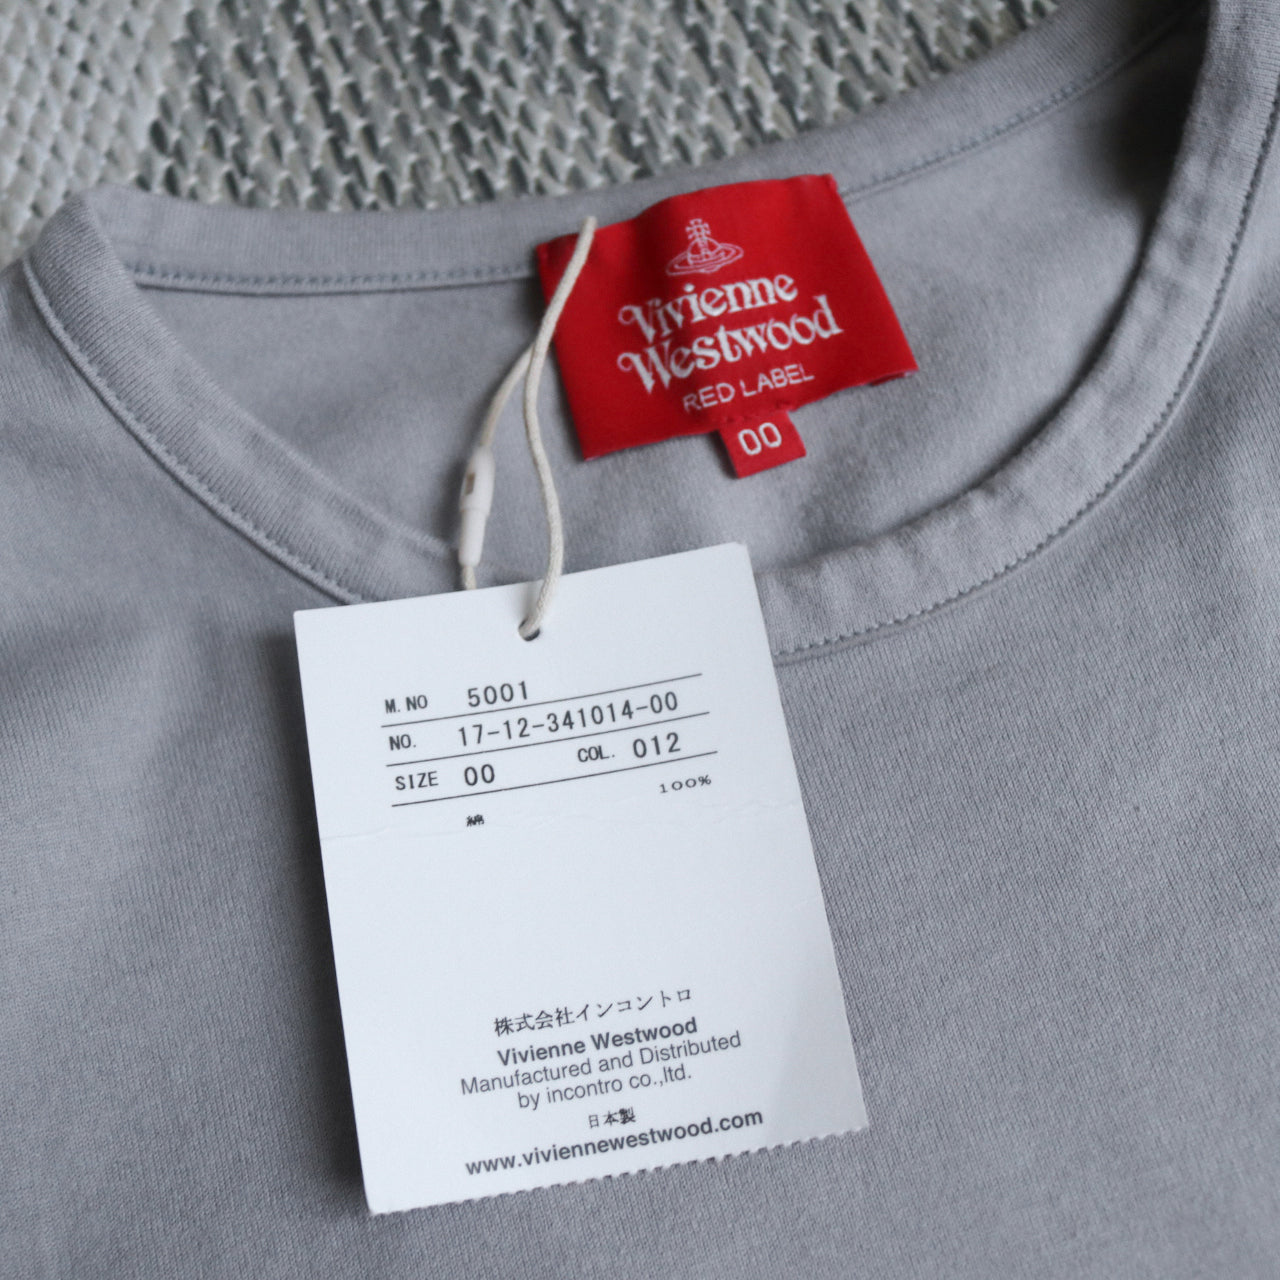 Vivienne
Westwood
RED LABEL
00
M.NO 5001
NO. 17-12-341014-00
SIZE 00 COL. 012
綿 100%
株式会社インコントロ
Vivienne Westwood
Manufactured and Distributed
by incontro co.,ltd.
日本製
www.viviennewestwood.com